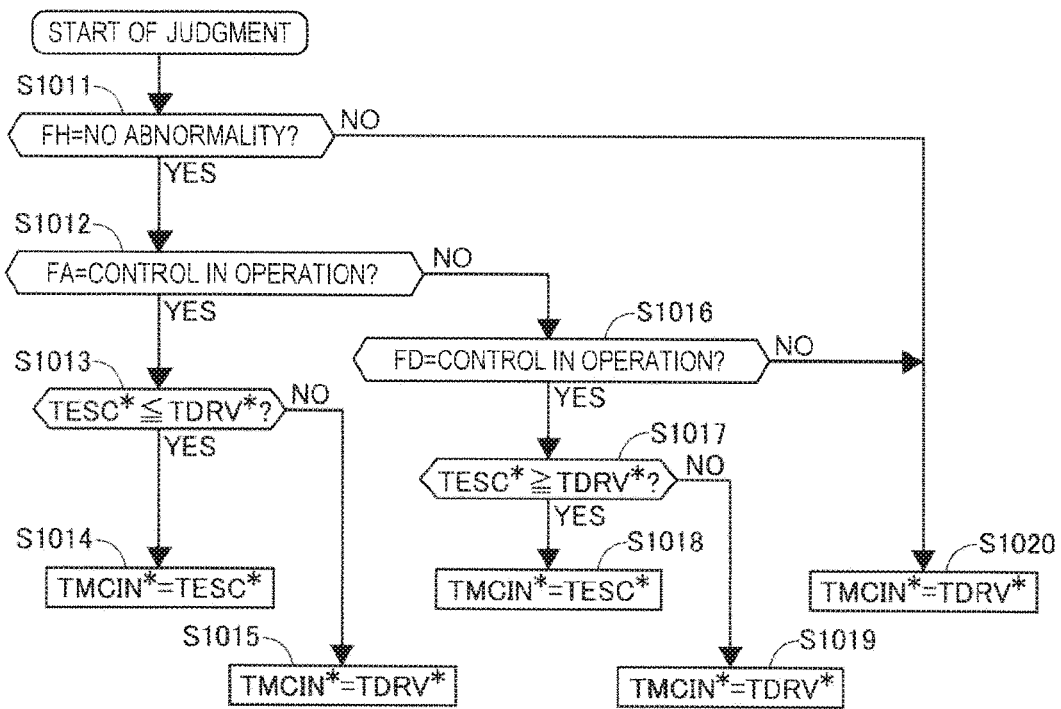 START OF JUDGMENT
S1011
FH=NO ABNORMALITY?
NO
YES
S1012
FA=CONTROL IN OPERATION?
NO
YES
S1016
FD=CONTROL IN OPERATION?
NO
YES
S1013
TESC*≦TDRV*?
NO
YES
S1017
TESC*≧TDRV*?
NO
YES
S1014
TMCIN*=TESC*
S1018
TMCIN*=TESC*
S1020
TMCIN*=TDRV*
S1015
TMCIN*=TDRV*
S1019
TMCIN*=TDRV*